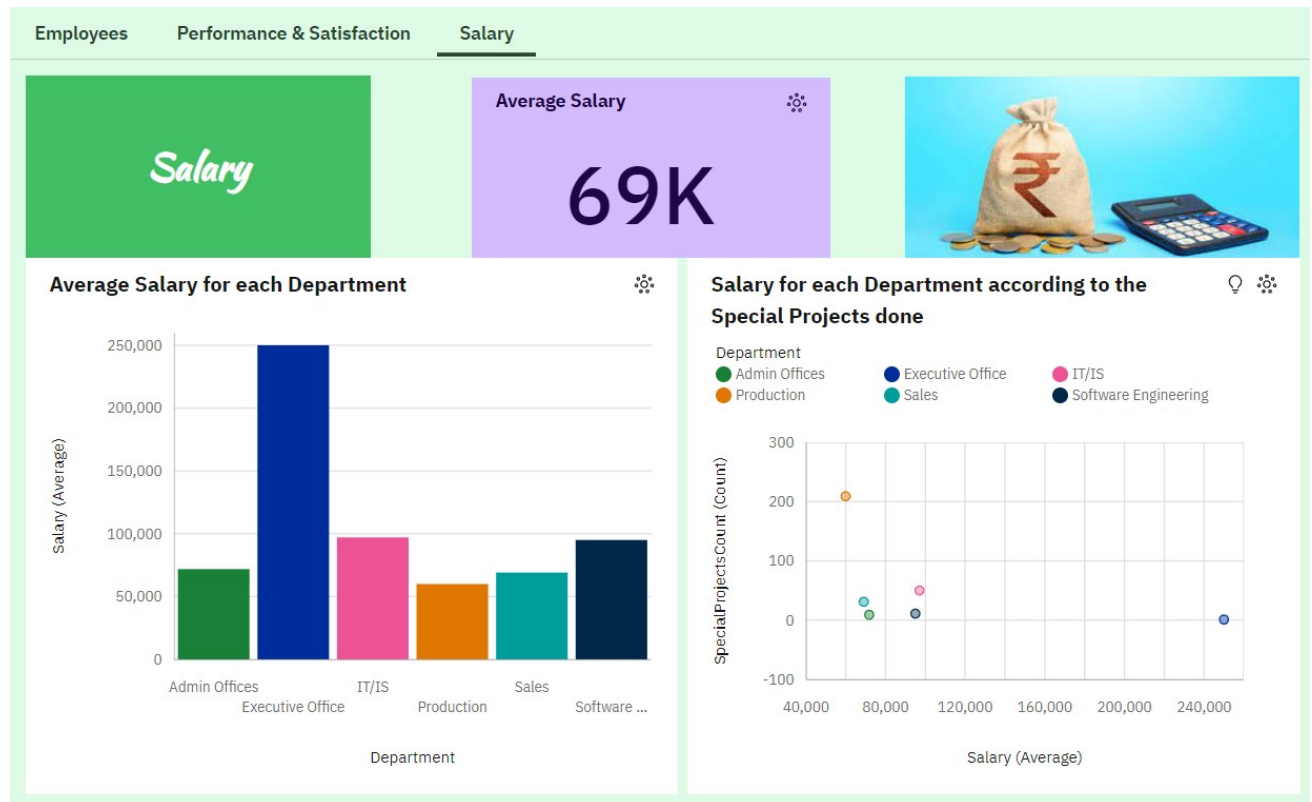 Employees Performance & Satisfaction Salary
Salary
Average Salary
69K
₹
Average Salary for each Department
250,000
200,000
150,000
100,000
50,000
0
Salary (Average)
Admin Offices
Executive Office
IT/IS
Production
Sales
Software ...
Department
Salary for each Department according to the
Special Projects done
Department
Admin Offices Executive Office IT/IS
Production Sales Software Engineering
300
200
100
0
-100
SpecialProjectsCount (Count)
40,000 80,000 120,000 160,000 200,000 240,000
Salary (Average)